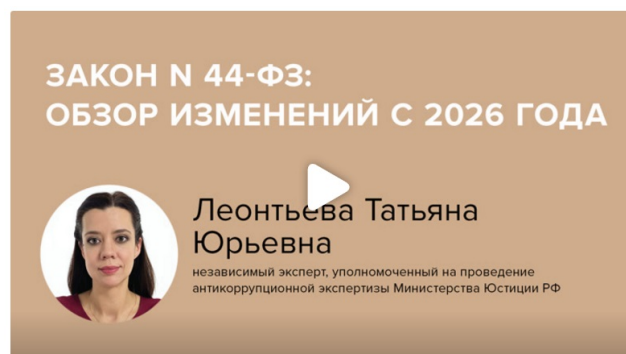 ЗАКОН N 44-ФЗ:
ОБЗОР ИЗМЕНЕНИЙ С 2026 ГОДА
Леонтьева Татьяна
Юрьевна
независимый эксперт, уполномоченный на проведение
антикоррупционной экспертизы Министерства Юстиции РФ